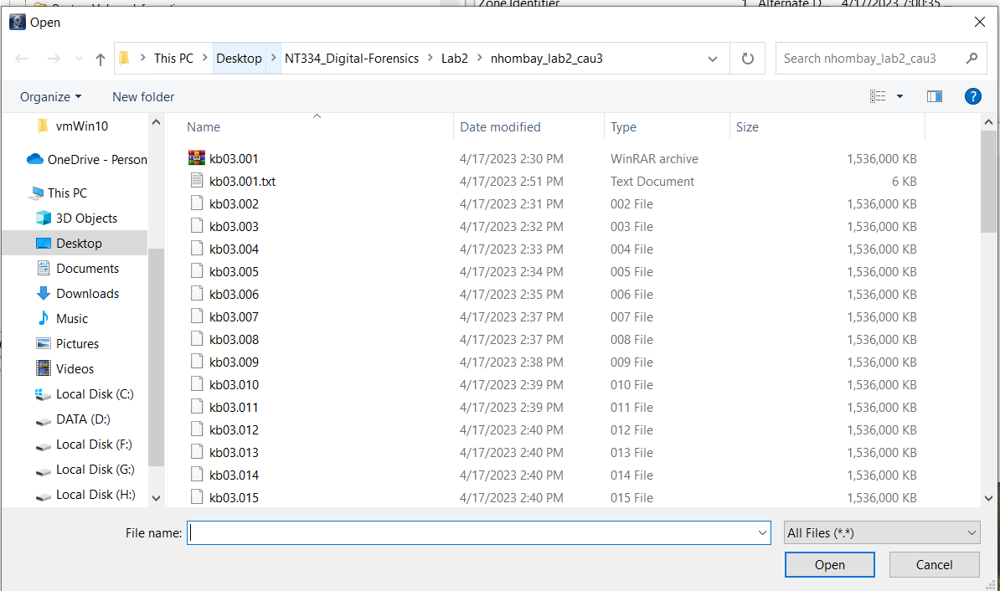 Zone Identifier 1 Alternate D... 4/17/2023 7:00:35 ...
Open
This PC > Desktop > NT334_Digital-Forensics > Lab2 > nhombay_lab2_cau3
Search nhombay_lab2_cau3
Organize
New folder
?
vmWin10
OneDrive - Person
This PC
3D Objects
Desktop
Documents
Downloads
Music
Pictures
Videos
Local Disk (C:)
DATA (D:)
Local Disk (F:)
Local Disk (G:)
Local Disk (H:)
Name Date modified Type Size
kb03.001 4/17/2023 2:30 PM WinRAR archive 1,536,000 KB
kb03.001.txt 4/17/2023 2:51 PM Text Document 6 KB
kb03.002 4/17/2023 2:31 PM 002 File 1,536,000 KB
kb03.003 4/17/2023 2:32 PM 003 File 1,536,000 KB
kb03.004 4/17/2023 2:33 PM 004 File 1,536,000 KB
kb03.005 4/17/2023 2:34 PM 005 File 1,536,000 KB
kb03.006 4/17/2023 2:35 PM 006 File 1,536,000 KB
kb03.007 4/17/2023 2:37 PM 007 File 1,536,000 KB
kb03.008 4/17/2023 2:37 PM 008 File 1,536,000 KB
kb03.009 4/17/2023 2:38 PM 009 File 1,536,000 KB
kb03.010 4/17/2023 2:39 PM 010 File 1,536,000 KB
kb03.011 4/17/2023 2:39 PM 011 File 1,536,000 KB
kb03.012 4/17/2023 2:40 PM 012 File 1,536,000 KB
kb03.013 4/17/2023 2:40 PM 013 File 1,536,000 KB
kb03.014 4/17/2023 2:40 PM 014 File 1,536,000 KB
kb03.015 4/17/2023 2:40 PM 015 File 1,536,000 KB
File name:
All Files (*.*)
Open
Cancel